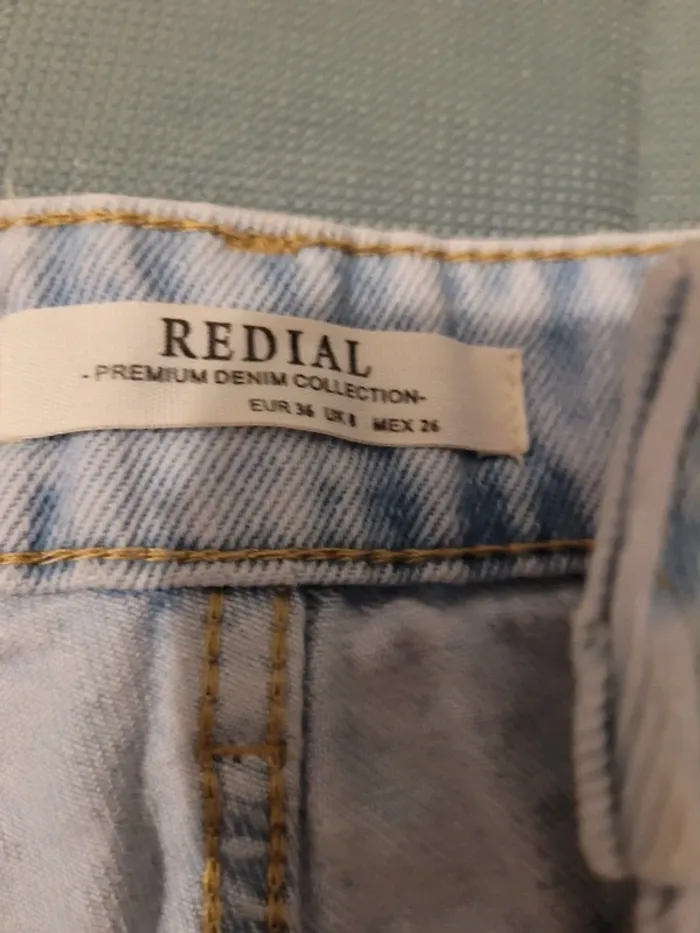 REDIAL
-PREMIUM DENIM COLLECTION-
EUR 36 UK 8 MEX 26